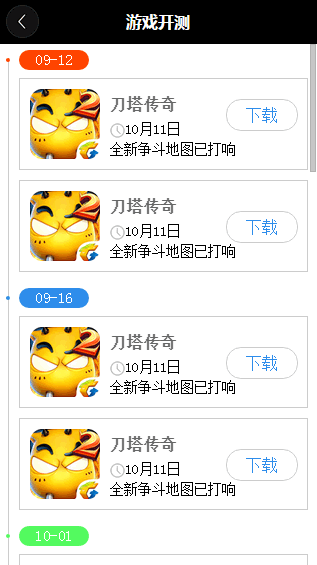 游戏开测
09-12
刀塔传奇
10月11日
下载
全新争斗地图已打响
刀塔传奇
10月11日
下载
全新争斗地图已打响
09-16
刀塔传奇
10月11日
下载
全新争斗地图已打响
刀塔传奇
10月11日
下载
全新争斗地图已打响
10-01